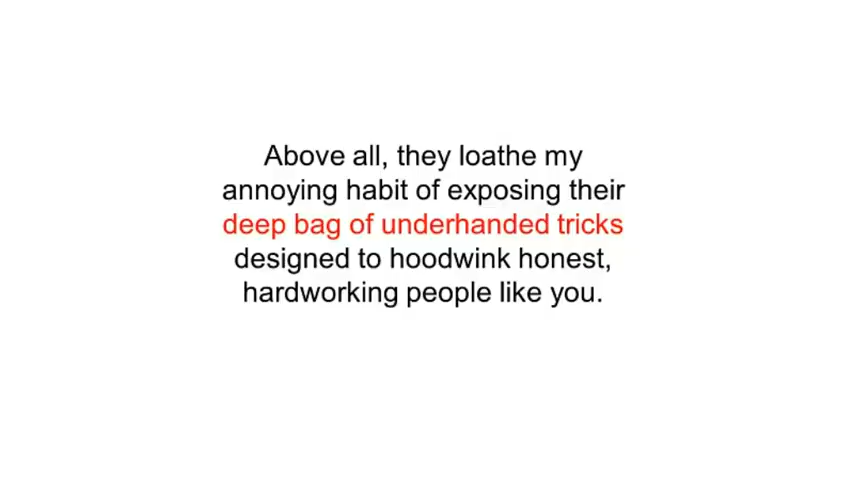 Above all, they loathe my
annoying habit of exposing their
deep bag of underhanded tricks
designed to hoodwink honest,
hardworking people like you.